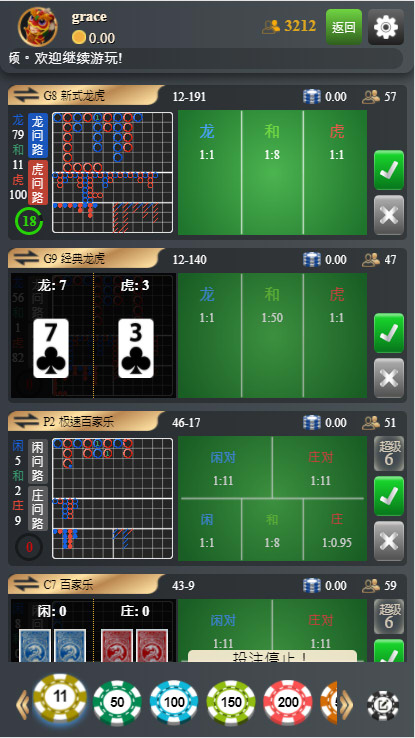 grace
0.00
3212
返回
硕。欢迎继续游玩!
G8 新式龙虎 12-191 0.00 57
龙 79 和 11 虎 100
龙问路
虎问路
18
龙 和 虎
1:1 1:8 1:1
G9 经典龙虎 12-140 0.00 47
龙: 7 虎: 3
56
和
1
虎
82
7 3
龙 和 虎
1:1 1:50 1:1
P2 极速百家乐 46-17 0.00 51
闲 5 和 2 庄 9
闲问路
庄问路
0
闲对 庄对
1:11 1:11
闲 和 庄
1:1 1:8 1:0.95
超级6
C7 百家乐 43-9 0.00 59
闲: 0 庄: 0
闲对 庄对
1:11 1:11
超级6
投注停止！
11 50 100 150 200